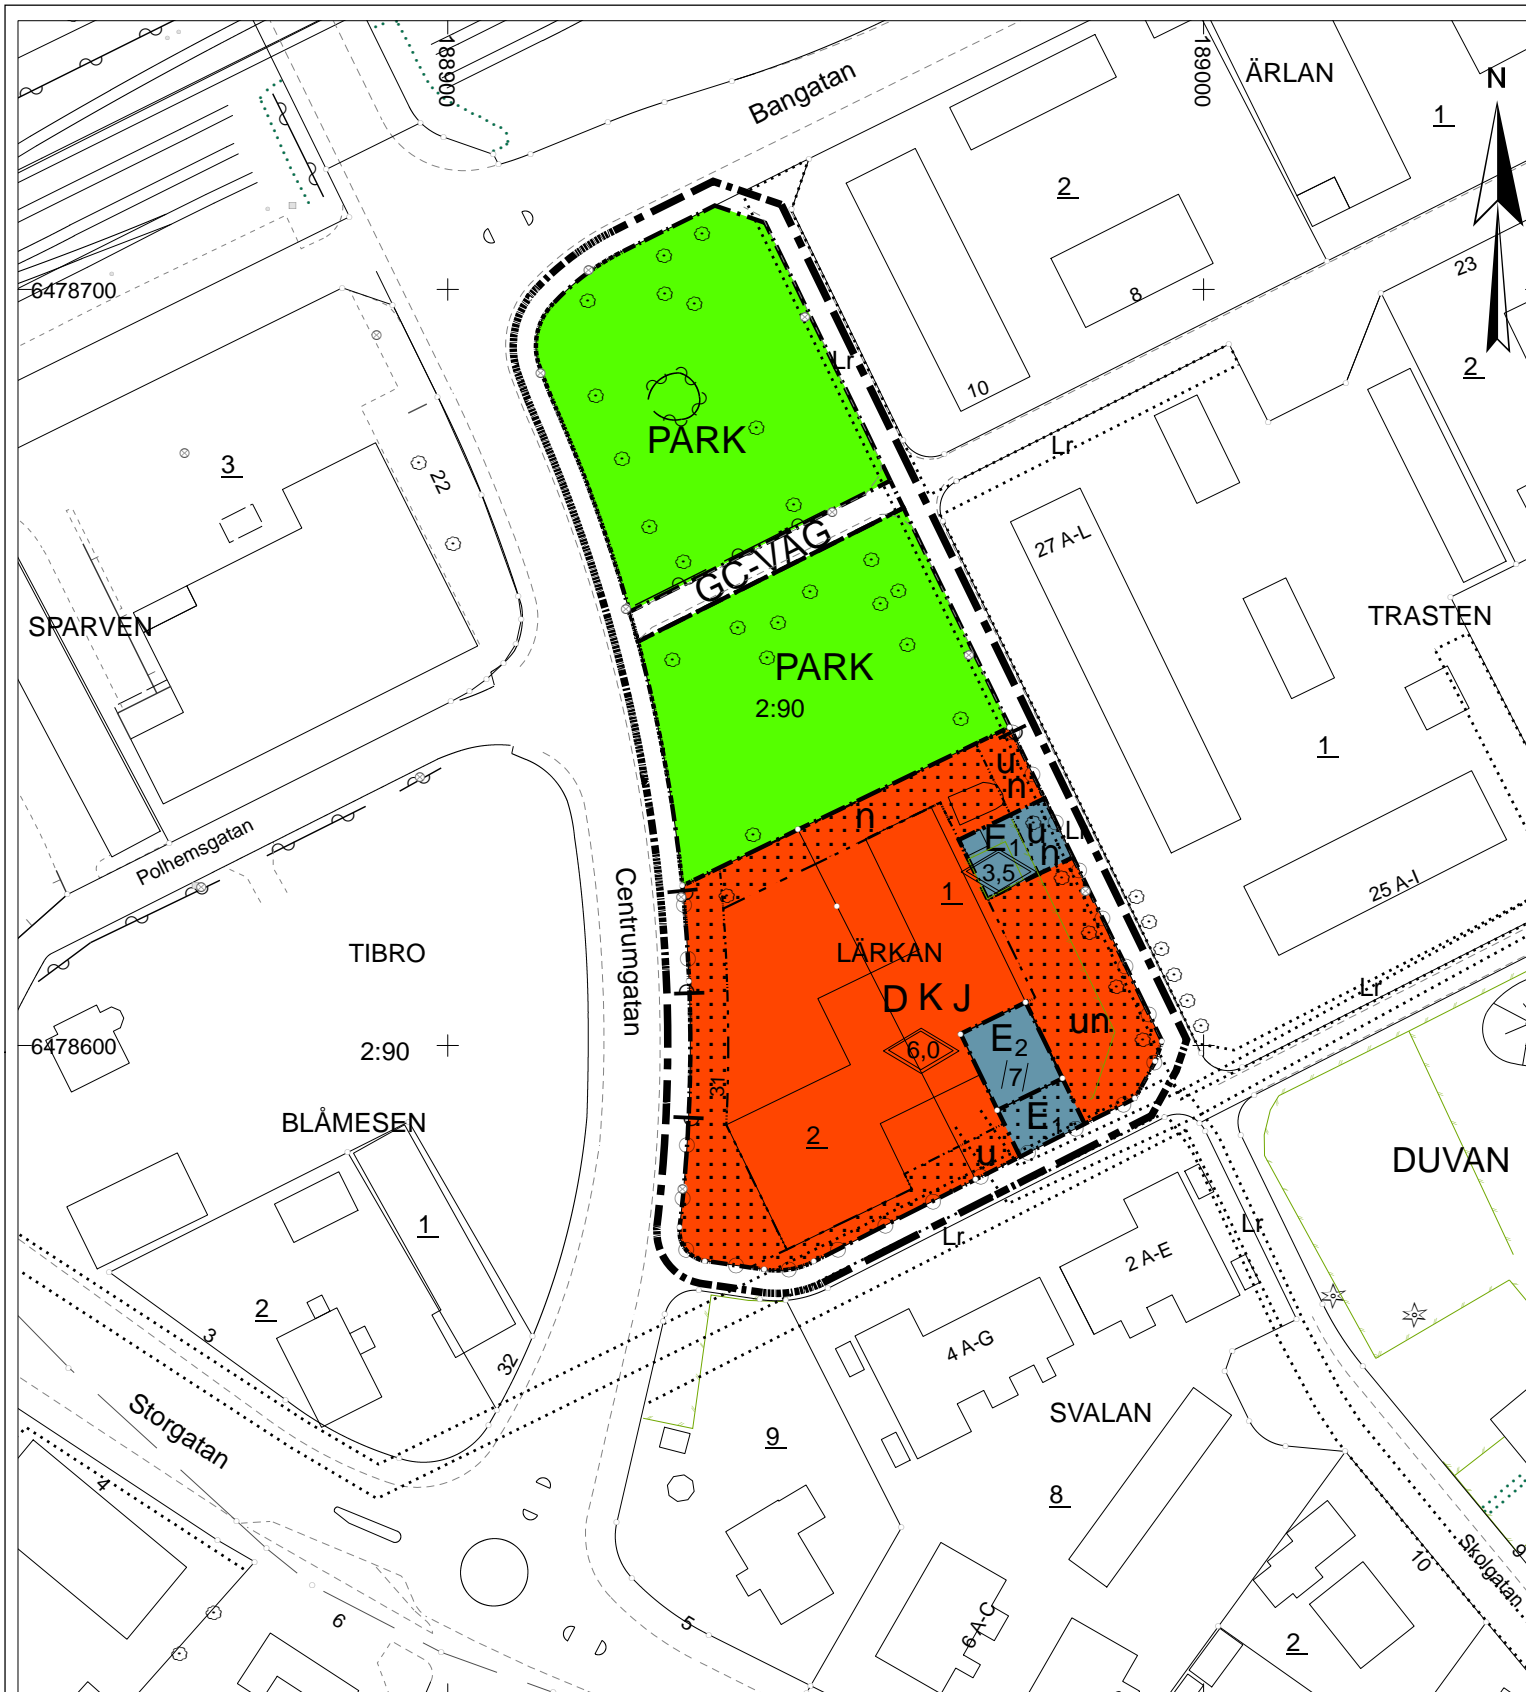 188900
189000
Bangatan
ÄRLAN
N
1
2
6478700
8
23
Lr
10
2
PARK
Lr
3
22
27 A-L
GC-VÄG
SPARVEN
TRASTEN
PARK
2:90
1
u
n
n
E1
u
n
Lr
3,5
Polhemsgatan
Centrumgatan
1
25 A-I
TIBRO
LÄRKAN
D K J
Lr
un
6478600
2:90
6,0
E2
/7/
31
BLÅMESEN
E1
2
u
DUVAN
1
Lr
Lr
2 A-E
2
3
32
4 A-G
Storgatan
SVALAN
9
4
8
Skolgatan
9
10
6
5
6 A-C
2